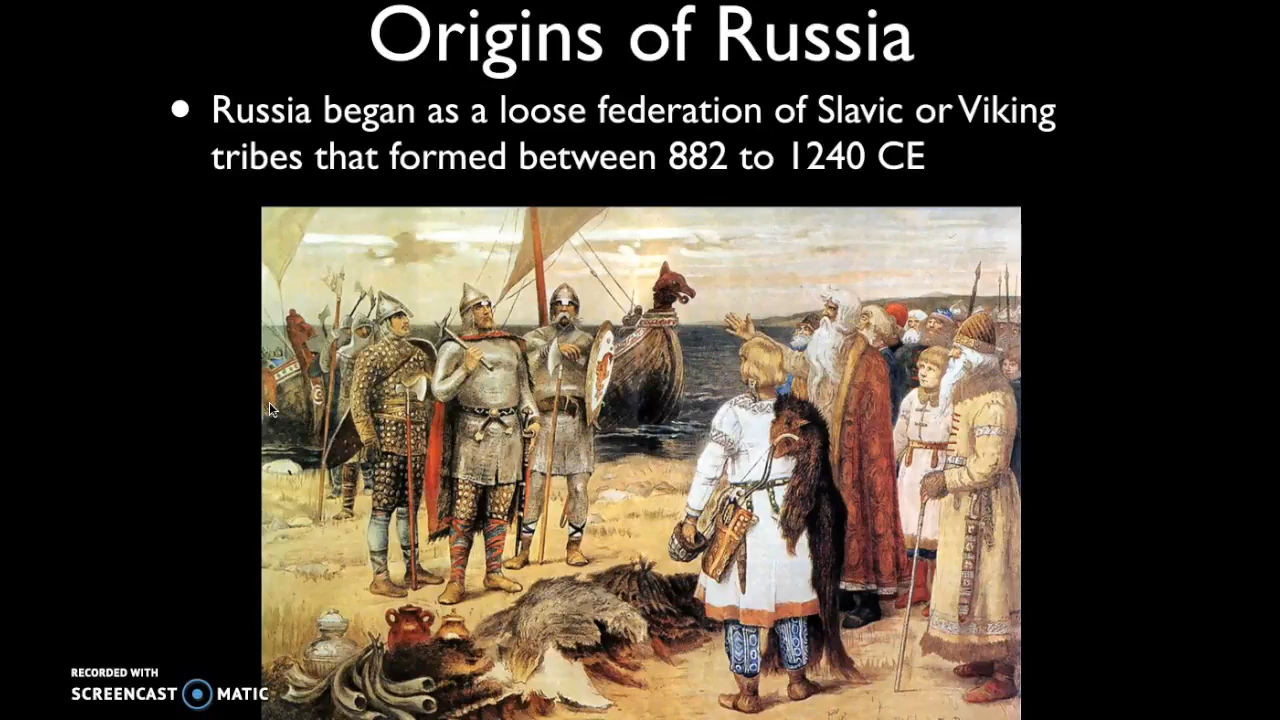 Origins of Russia
• Russia began as a loose federation of Slavic or Viking
tribes that formed between 882 to 1240 CE
RECORDED WITH
SCREENCAST MATIC